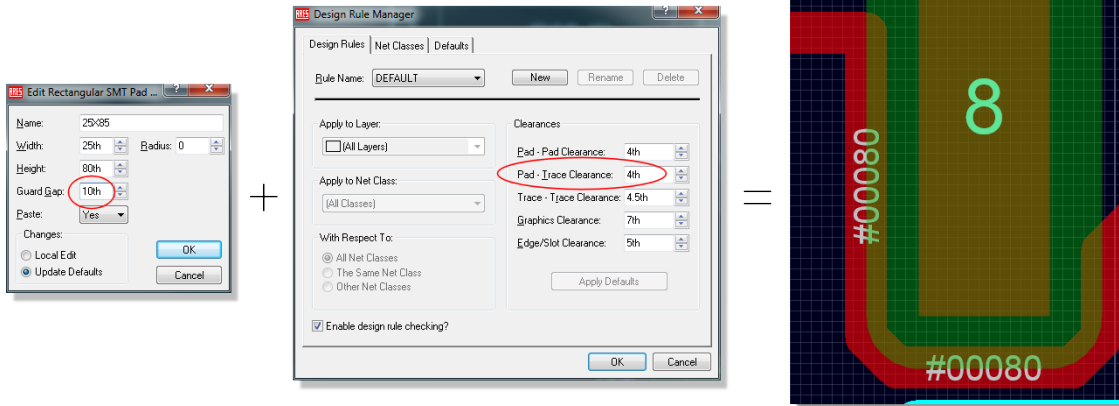 ARES Edit Rectangular SMT Pad ... ? X
Name: 25X85
Width: 25th Radius: 0
Height: 80th
Guard Gap: 10th
Paste: Yes
Changes:
Local Edit
Update Defaults
OK
Cancel
+
ARES Design Rule Manager ? X
Design Rules Net Classes Defaults
Rule Name: DEFAULT New Rename Delete
Apply to Layer:
(All Layers)
Apply to Net Class:
(All Classes)
With Respect To:
All Net Classes
The Same Net Class
Other Net Classes
Clearances
Pad - Pad Clearance: 4th
Pad - Trace Clearance: 4th
Trace - Trace Clearance: 4.5th
Graphics Clearance: 7th
Edge/Slot Clearance: 5th
Apply Defaults
Enable design rule checking?
OK Cancel
=
8
#00080
#00080